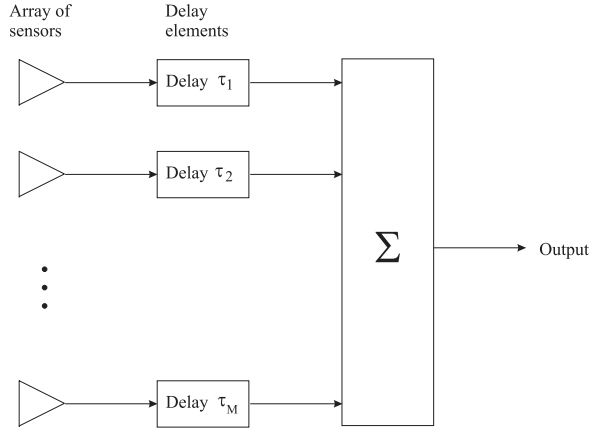 Array of
sensors
Delay
elements
Delay τ1
Delay τ2
Delay τM
Σ
Output